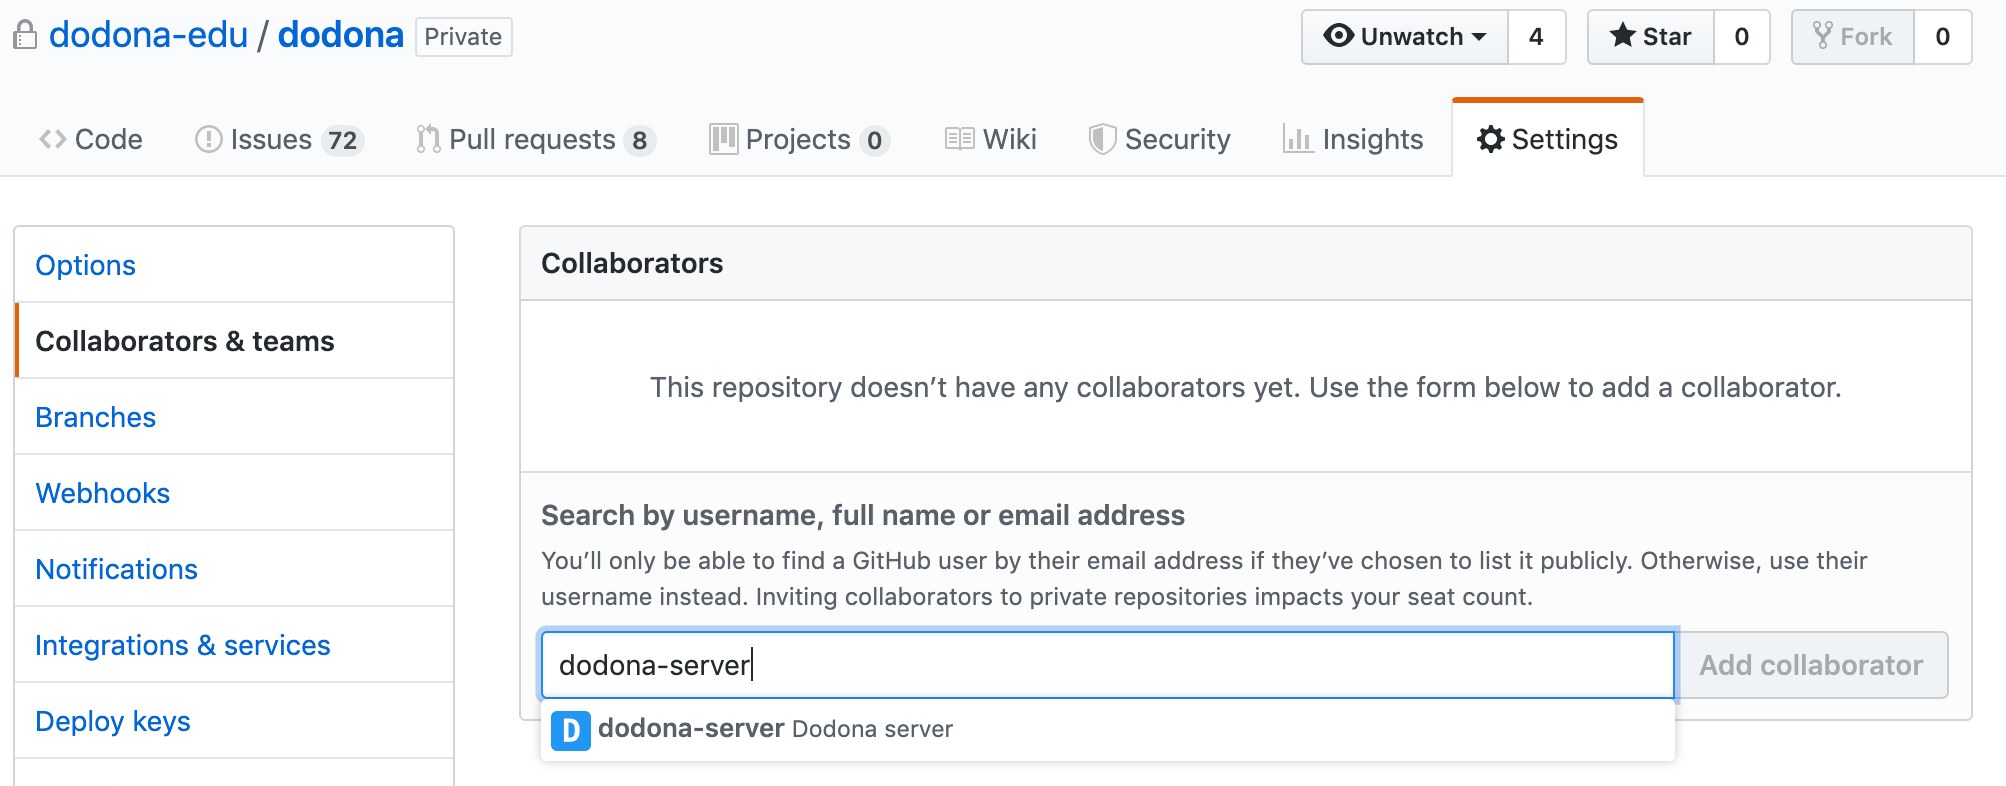 dodona-edu / dodona Private
Unwatch 4 Star 0 Fork 0
Code Issues 72 Pull requests 8 Projects 0 Wiki Security Insights Settings
Options
Collaborators & teams
Branches
Webhooks
Notifications
Integrations & services
Deploy keys
Collaborators
This repository doesn’t have any collaborators yet. Use the form below to add a collaborator.
Search by username, full name or email address
You’ll only be able to find a GitHub user by their email address if they’ve chosen to list it publicly. Otherwise, use their
username instead. Inviting collaborators to private repositories impacts your seat count.
dodona-server Add collaborator
D dodona-server Dodona server